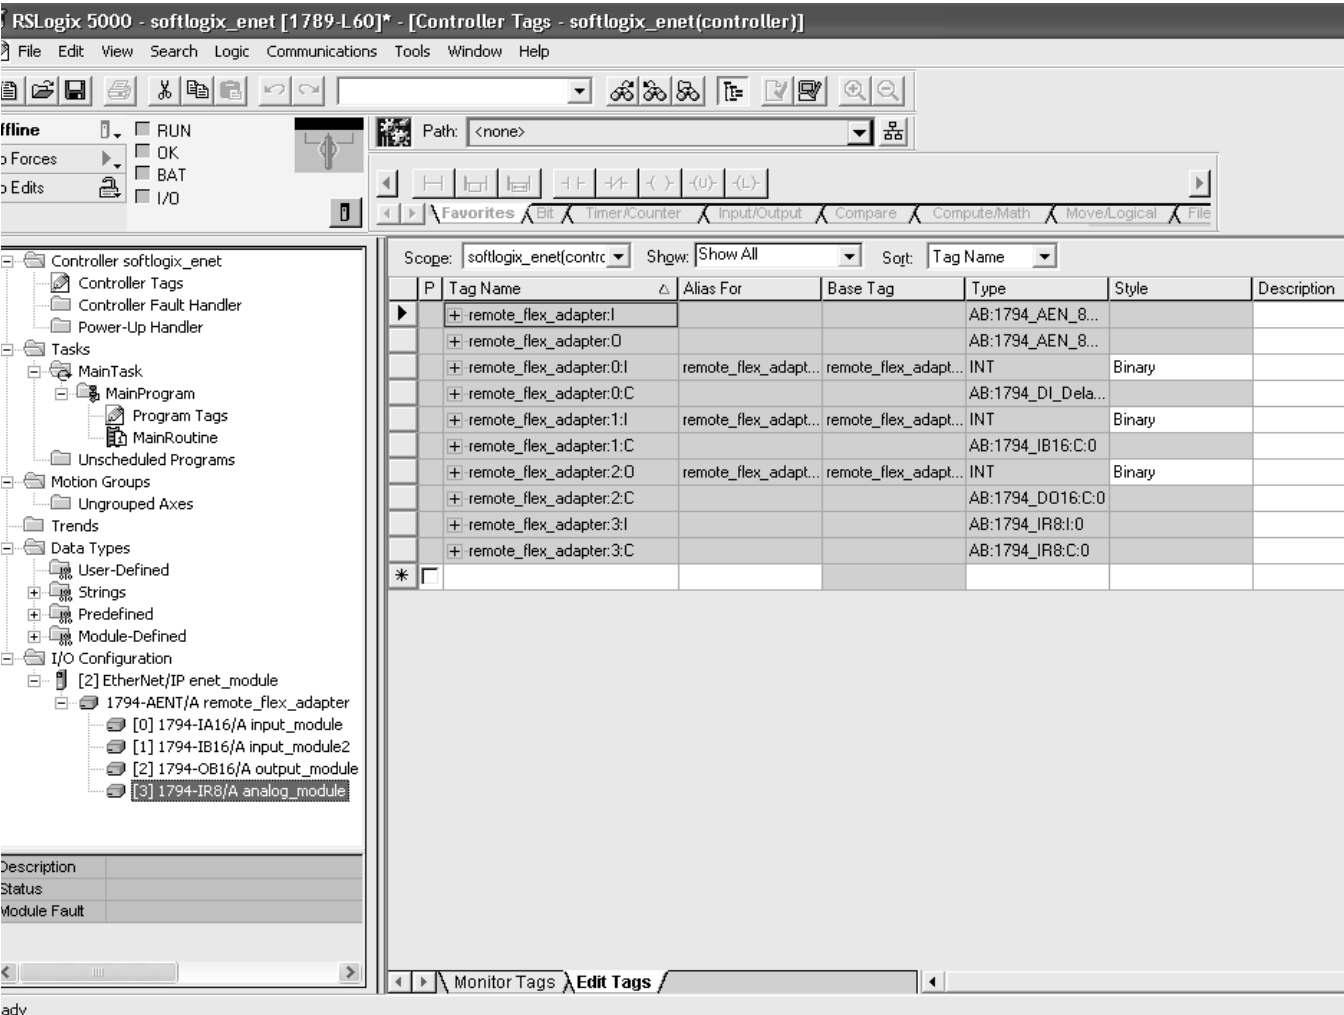 RSLogix 5000 - softlogix_enet [1789-L60]* - [Controller Tags - softlogix_enet(controller)]
File Edit View Search Logic Communications Tools Window Help
ffline RUN Path: <none>
o Forces OK
o Edits BAT
I/O
Favorites Bit Timer/Counter Input/Output Compare Compute/Math Move/Logical File
Scope: softlogix_enet(contrc Show: Show All Sort: Tag Name
P Tag Name Alias For Base Tag Type Style Description
remote_flex_adapter:I AB:1794_AEN_8...
remote_flex_adapter:O AB:1794_AEN_8...
remote_flex_adapter:0:I remote_flex_adapt... remote_flex_adapt... INT Binary
remote_flex_adapter:0:C AB:1794_DI_Dela...
remote_flex_adapter:1:I remote_flex_adapt... remote_flex_adapt... INT Binary
remote_flex_adapter:1:C AB:1794_IB16:C:0
remote_flex_adapter:2:O remote_flex_adapt... remote_flex_adapt... INT Binary
remote_flex_adapter:2:C AB:1794_DO16:C:0
remote_flex_adapter:3:I AB:1794_IR8:I:0
remote_flex_adapter:3:C AB:1794_IR8:C:0
Controller softlogix_enet
Controller Tags
Controller Fault Handler
Power-Up Handler
Tasks
MainTask
MainProgram
Program Tags
MainRoutine
Unscheduled Programs
Motion Groups
Ungrouped Axes
Trends
Data Types
User-Defined
Strings
Predefined
Module-Defined
I/O Configuration
[2] EtherNet/IP enet_module
1794-AENT/A remote_flex_adapter
[0] 1794-IA16/A input_module
[1] 1794-IB16/A input_module2
[2] 1794-OB16/A output_module
[3] 1794-IR8/A analog_module
Description
Status
Module Fault
Monitor Tags Edit Tags
ady